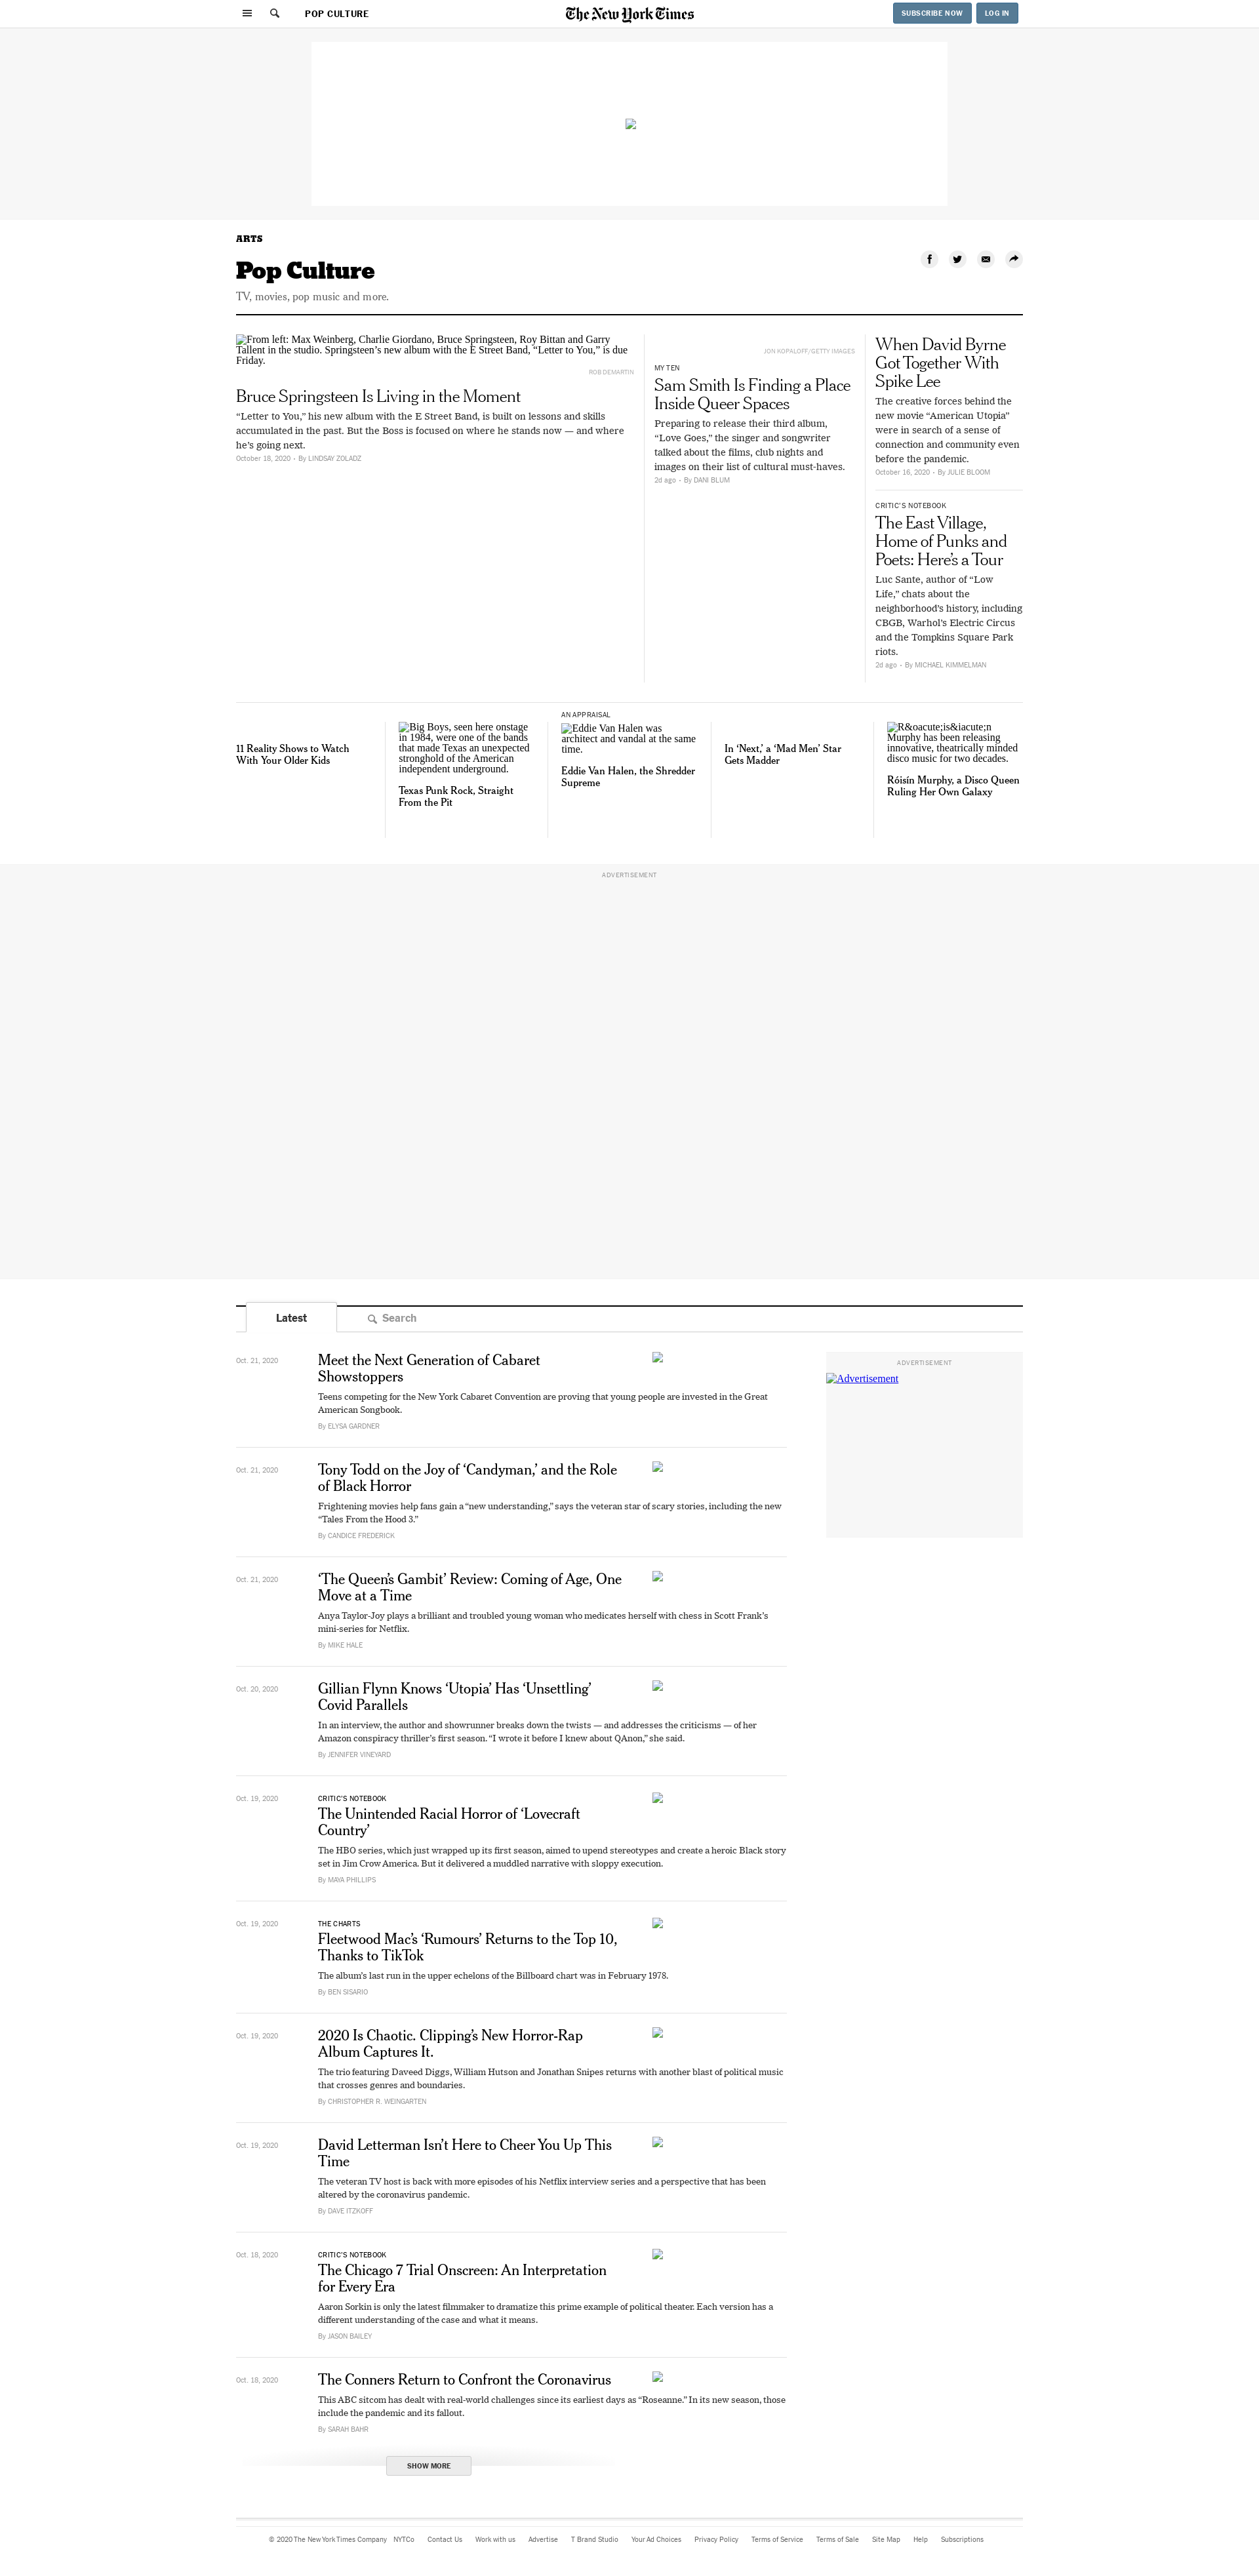 POP CULTURE
The New York Times
SUBSCRIBE NOW
LOG IN
ARTS
Pop Culture
TV, movies, pop music and more.
From left: Max Weinberg, Charlie Giordano, Bruce Springsteen, Roy Bittan and Garry
Tallent in the studio. Springsteen’s new album with the E Street Band, “Letter to You,” is due
Friday.
ROB DEMARTIN
Bruce Springsteen Is Living in the Moment
“Letter to You,” his new album with the E Street Band, is built on lessons and skills
accumulated in the past. But the Boss is focused on where he stands now — and where
he’s going next.
October 18, 2020 • By LINDSAY ZOLADZ
JON KOPALOFF/GETTY IMAGES
MY TEN
Sam Smith Is Finding a Place
Inside Queer Spaces
Preparing to release their third album,
“Love Goes,” the singer and songwriter
talked about the films, club nights and
images on their list of cultural must-haves.
2d ago • By DANI BLUM
When David Byrne
Got Together With
Spike Lee
The creative forces behind the
new movie “American Utopia”
were in search of a sense of
connection and community even
before the pandemic.
October 16, 2020 • By JULIE BLOOM
CRITIC’S NOTEBOOK
The East Village,
Home of Punks and
Poets: Here’s a Tour
Luc Sante, author of “Low
Life,” chats about the
neighborhood’s history, including
CBGB, Warhol’s Electric Circus
and the Tompkins Square Park
riots.
2d ago • By MICHAEL KIMMELMAN
11 Reality Shows to Watch
With Your Older Kids
Big Boys, seen here onstage
in 1984, were one of the bands
that made Texas an unexpected
stronghold of the American
independent underground.
Texas Punk Rock, Straight
From the Pit
AN APPRAISAL
Eddie Van Halen was
architect and vandal at the same
time.
Eddie Van Halen, the Shredder
Supreme
In ‘Next,’ a ‘Mad Men’ Star
Gets Madder
R&oacute;is&iacute;n
Murphy has been releasing
innovative, theatrically minded
disco music for two decades.
Róisín Murphy, a Disco Queen
Ruling Her Own Galaxy
ADVERTISEMENT
Latest
Search
Oct. 21, 2020
Meet the Next Generation of Cabaret
Showstoppers
Teens competing for the New York Cabaret Convention are proving that young people are invested in the Great
American Songbook.
By ELYSA GARDNER
ADVERTISEMENT
Advertisement
Oct. 21, 2020
Tony Todd on the Joy of ‘Candyman,’ and the Role
of Black Horror
Frightening movies help fans gain a “new understanding,” says the veteran star of scary stories, including the new
“Tales From the Hood 3.”
By CANDICE FREDERICK
Oct. 21, 2020
‘The Queen’s Gambit’ Review: Coming of Age, One
Move at a Time
Anya Taylor-Joy plays a brilliant and troubled young woman who medicates herself with chess in Scott Frank’s
mini-series for Netflix.
By MIKE HALE
Oct. 20, 2020
Gillian Flynn Knows ‘Utopia’ Has ‘Unsettling’
Covid Parallels
In an interview, the author and showrunner breaks down the twists — and addresses the criticisms — of her
Amazon conspiracy thriller’s first season. “I wrote it before I knew about QAnon,” she said.
By JENNIFER VINEYARD
Oct. 19, 2020
CRITIC’S NOTEBOOK
The Unintended Racial Horror of ‘Lovecraft
Country’
The HBO series, which just wrapped up its first season, aimed to upend stereotypes and create a heroic Black story
set in Jim Crow America. But it delivered a muddled narrative with sloppy execution.
By MAYA PHILLIPS
Oct. 19, 2020
THE CHARTS
Fleetwood Mac’s ‘Rumours’ Returns to the Top 10,
Thanks to TikTok
The album’s last run in the upper echelons of the Billboard chart was in February 1978.
By BEN SISARIO
Oct. 19, 2020
2020 Is Chaotic. Clipping’s New Horror-Rap
Album Captures It.
The trio featuring Daveed Diggs, William Hutson and Jonathan Snipes returns with another blast of political music
that crosses genres and boundaries.
By CHRISTOPHER R. WEINGARTEN
Oct. 19, 2020
David Letterman Isn’t Here to Cheer You Up This
Time
The veteran TV host is back with more episodes of his Netflix interview series and a perspective that has been
altered by the coronavirus pandemic.
By DAVE ITZKOFF
Oct. 18, 2020
CRITIC’S NOTEBOOK
The Chicago 7 Trial Onscreen: An Interpretation
for Every Era
Aaron Sorkin is only the latest filmmaker to dramatize this prime example of political theater. Each version has a
different understanding of the case and what it means.
By JASON BAILEY
Oct. 18, 2020
The Conners Return to Confront the Coronavirus
This ABC sitcom has dealt with real-world challenges since its earliest days as “Roseanne.” In its new season, those
include the pandemic and its fallout.
By SARAH BAHR
SHOW MORE
© 2020 The New York Times Company NYTCo Contact Us Work with us Advertise T Brand Studio Your Ad Choices Privacy Policy Terms of Service Terms of Sale Site Map Help Subscriptions